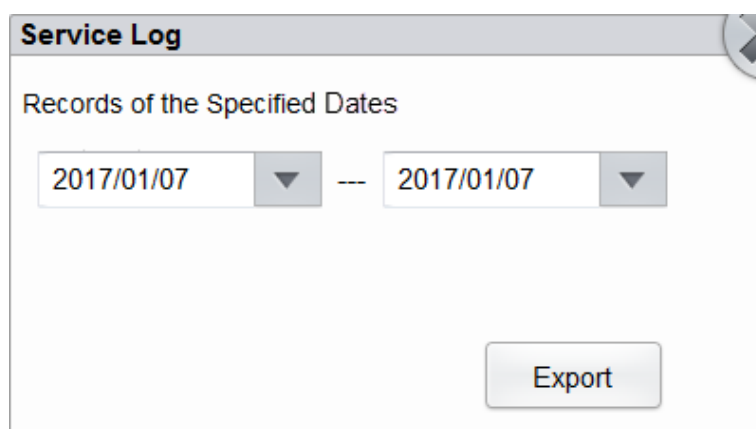 Service Log
Records of the Specified Dates
2017/01/07 --- 2017/01/07
Export